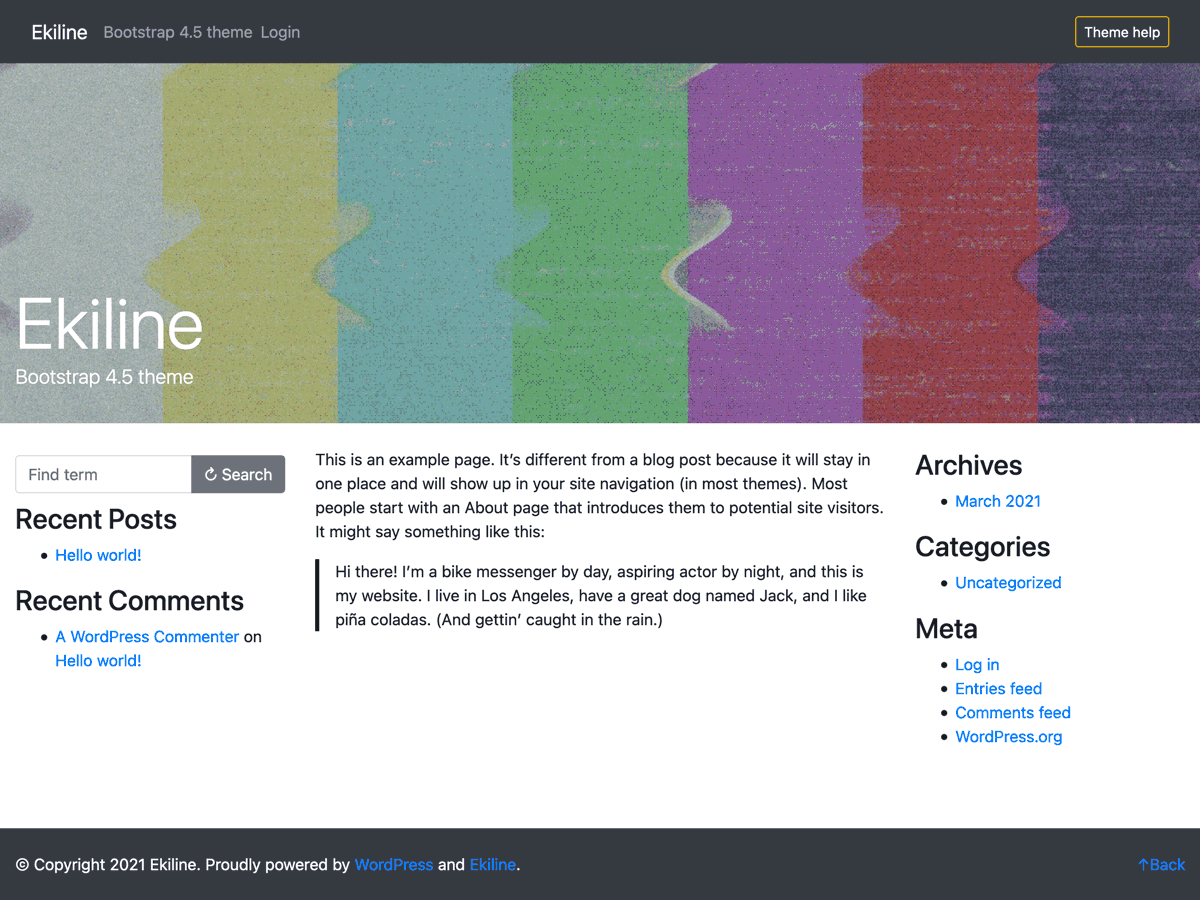 Ekiline Bootstrap 4.5 theme Login Theme help
Ekiline
Bootstrap 4.5 theme
Find term Search
Recent Posts
Hello world!
Recent Comments
A WordPress Commenter on
Hello world!
This is an example page. It’s different from a blog post because it will stay in
one place and will show up in your site navigation (in most themes). Most
people start with an About page that introduces them to potential site visitors.
It might say something like this:
Hi there! I’m a bike messenger by day, aspiring actor by night, and this is
my website. I live in Los Angeles, have a great dog named Jack, and I like
piña coladas. (And gettin’ caught in the rain.)
Archives
March 2021
Categories
Uncategorized
Meta
Log in
Entries feed
Comments feed
WordPress.org
© Copyright 2021 Ekiline. Proudly powered by WordPress and Ekiline. ↑Back